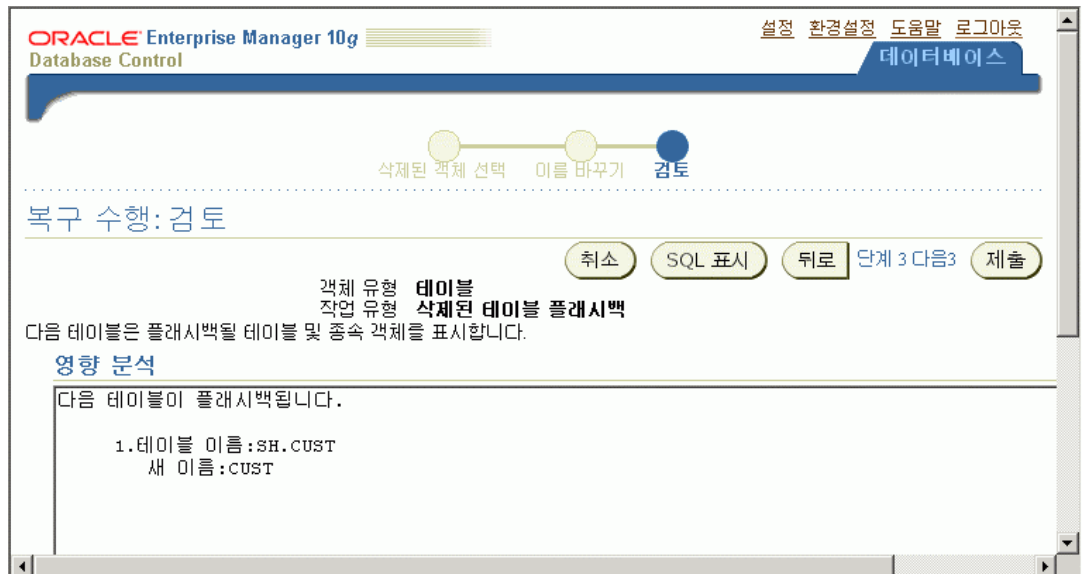 설정 환경설정 도움말 로그아웃
ORACLE Enterprise Manager 10g
Database Control
데이터베이스
삭제된 객체 선택 이름 바꾸기 검토
복구 수행: 검토
취소 SQL 표시 뒤로 단계 3 다음3 제출
객체 유형 테이블
작업 유형 삭제된 테이블 플래시백
다음 테이블은 플래시백될 테이블 및 종속 객체를 표시합니다.
영향 분석
다음 테이블이 플래시백됩니다.
1.테이블 이름:SH.CUST
새 이름:CUST